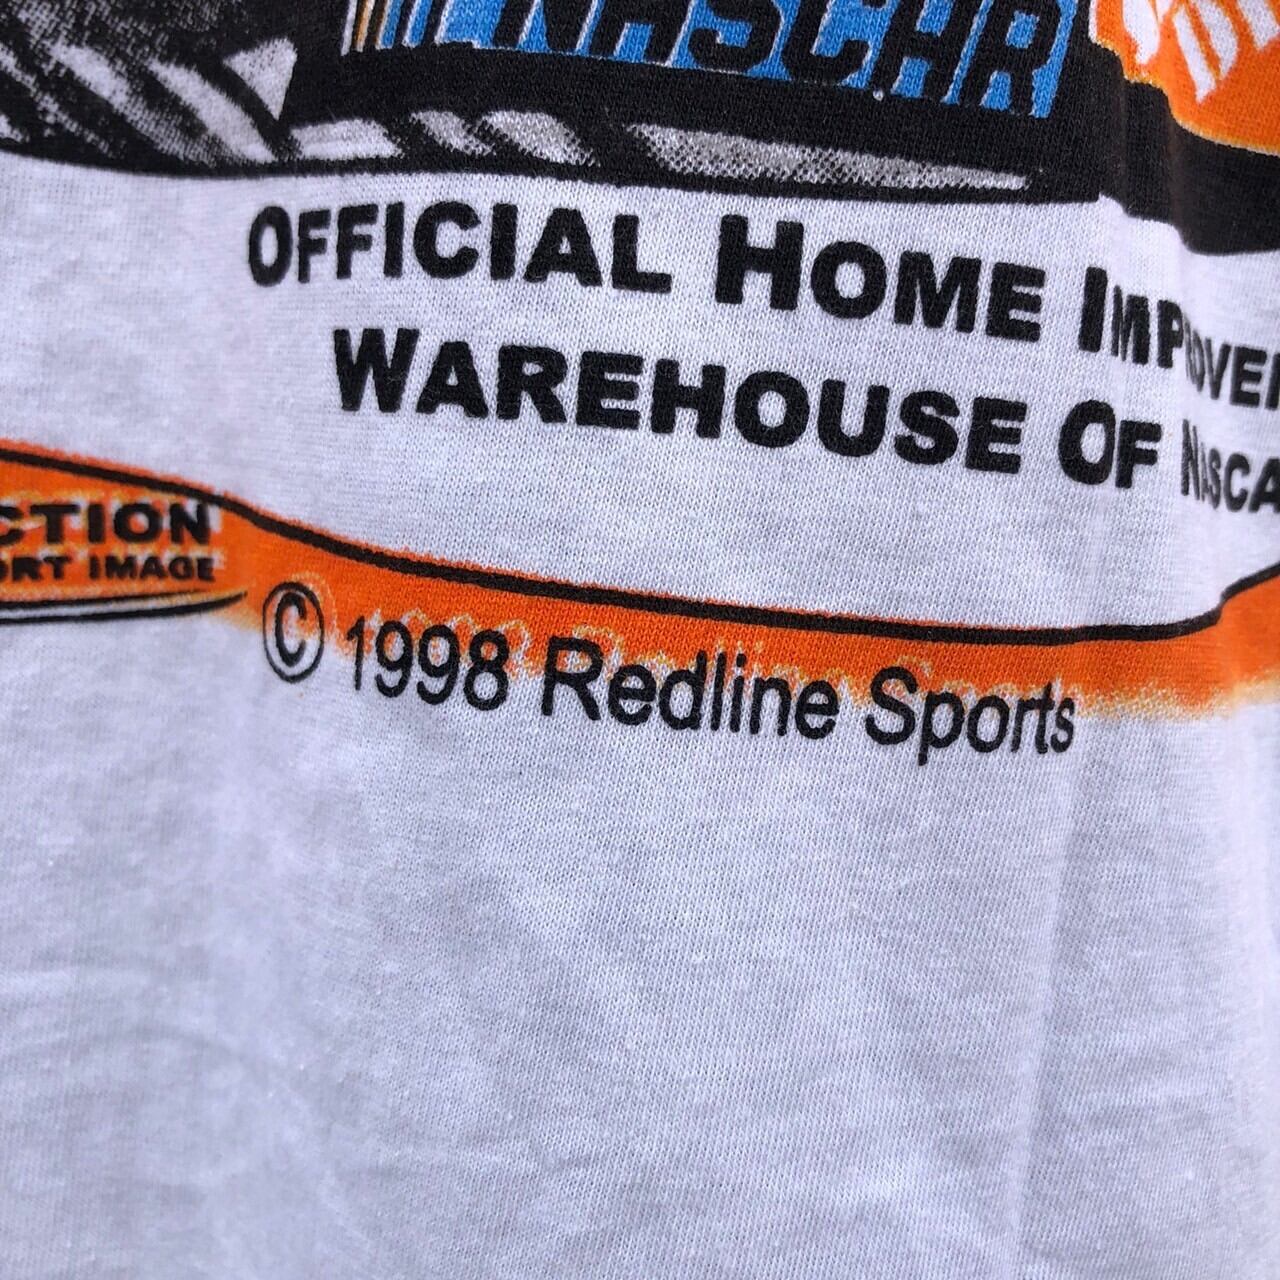 NASCAR
OFFICIAL HOME IMPROVE
WAREHOUSE OF NASCA
CTION
ORT IMAGE
© 1998 Redline Sports